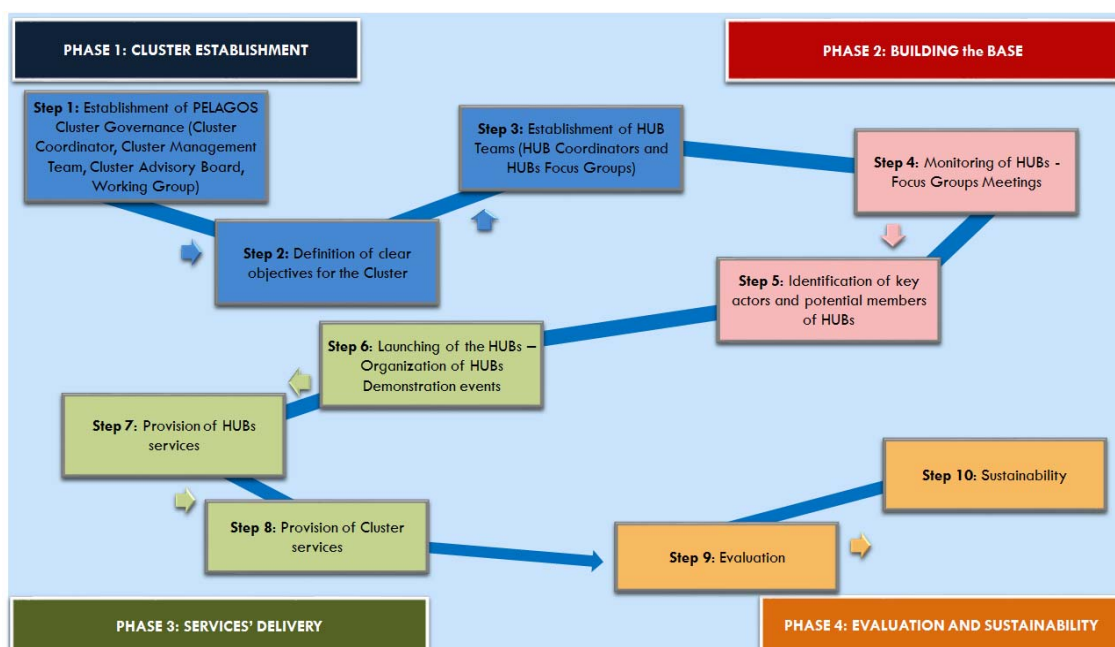 PHASE 1: CLUSTER ESTABLISHMENT
PHASE 2: BUILDING the BASE
Step 1: Establishment of PELAGOS
Cluster Governance (Cluster
Coordinator, Cluster Management
Team, Cluster Advisory Board,
Working Group)
Step 2: Definition of clear
objectives for the Cluster
Step 3: Establishment of HUB
Teams (HUB Coordinators and
HUBs Focus Groups)
Step 4: Monitoring of HUBs -
Focus Groups Meetings
Step 5: Identification of key
actors and potential members
of HUBs
Step 6: Launching of the HUBs –
Organization of HUBs
Demonstration events
Step 7: Provision of HUBs
services
Step 8: Provision of Cluster
services
Step 9: Evaluation
Step 10: Sustainability
PHASE 3: SERVICES' DELIVERY
PHASE 4: EVALUATION AND SUSTAINABILITY